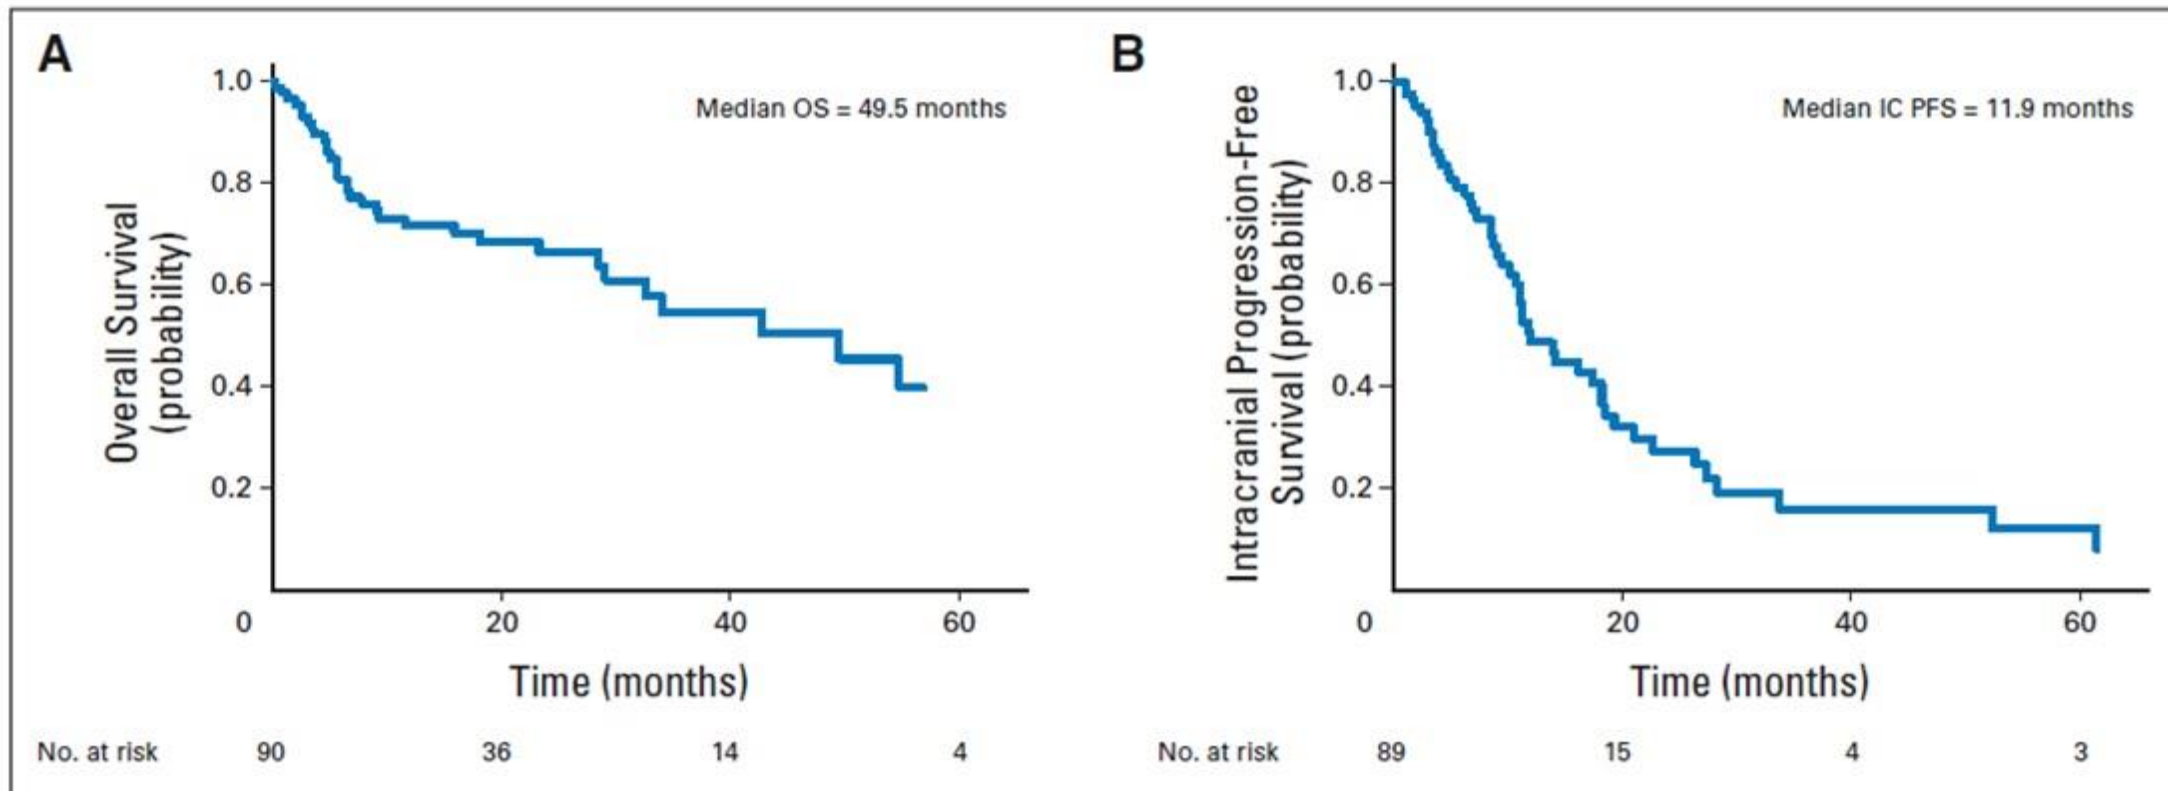 A
Overall Survival
(probability)
1.0
0.8
0.6
0.4
0.2
Median OS = 49.5 months
0 20 40 60
Time (months)
No. at risk 90 36 14 4
B
Intracranial Progression-Free
Survival (probability)
1.0
0.8
0.6
0.4
0.2
Median IC PFS = 11.9 months
0 20 40 60
Time (months)
No. at risk 89 15 4 3